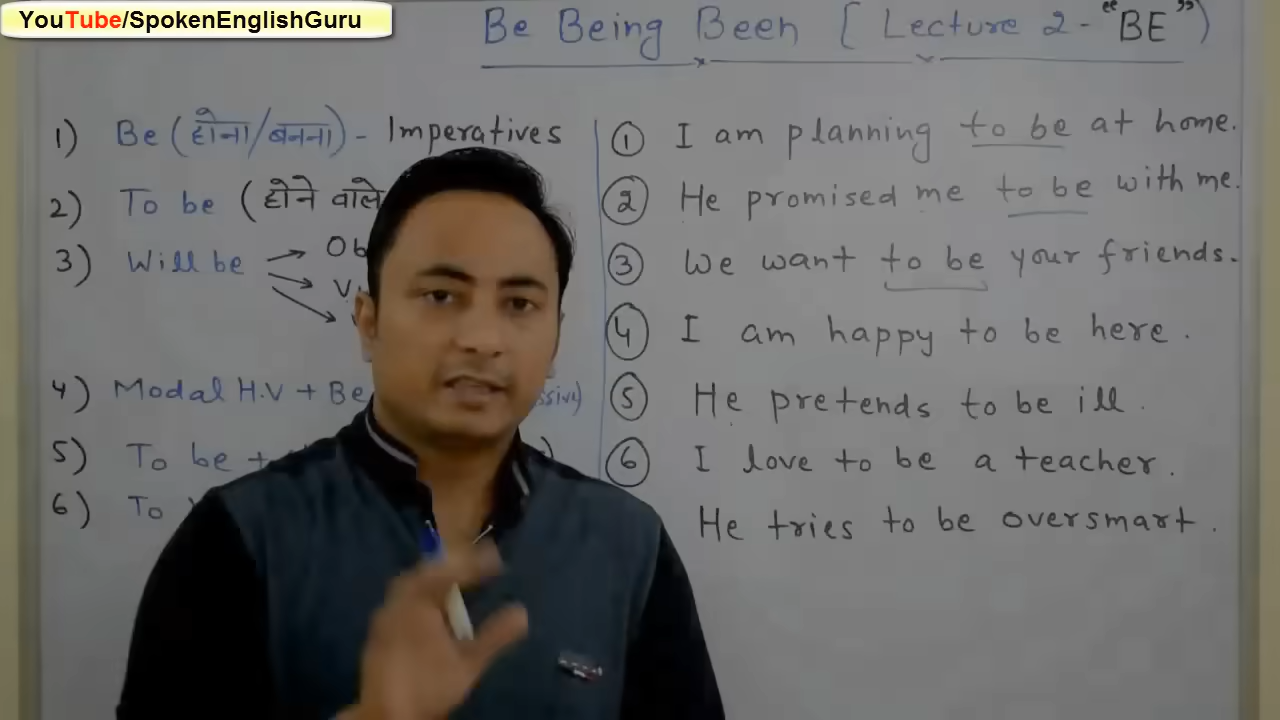 YouTube/SpokenEnglishGuru
Be Being Been [ Lecture 2 - "BE" )
1) Be (होना/बनना) - Imperatives
2) To be (होने वाले
3) Will be → Ob
4) Modal H.V + Be
5) To be +
6) To
① I am planning to be at home.
② He promised me to be with me.
③ We want to be your friends.
④ I am happy to be here.
⑤ He pretends to be ill.
⑥ I love to be a teacher.
He tries to be oversmart.